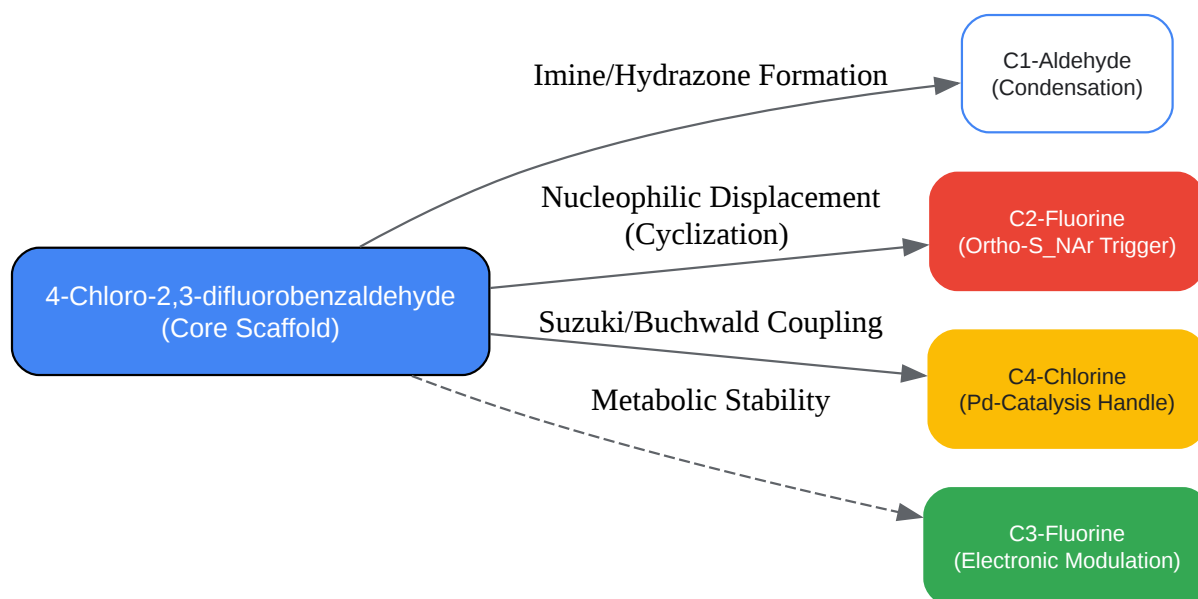 Imine/Hydrazone Formation
C1-Aldehyde
(Condensation)
Nucleophilic Displacement
(Cyclization)
C2-Fluorine
(Ortho-S_NAr Trigger)
4-Chloro-2,3-difluorobenzaldehyde
(Core Scaffold)
Suzuki/Buchwald Coupling
C4-Chlorine
(Pd-Catalysis Handle)
Metabolic Stability
C3-Fluorine
(Electronic Modulation)